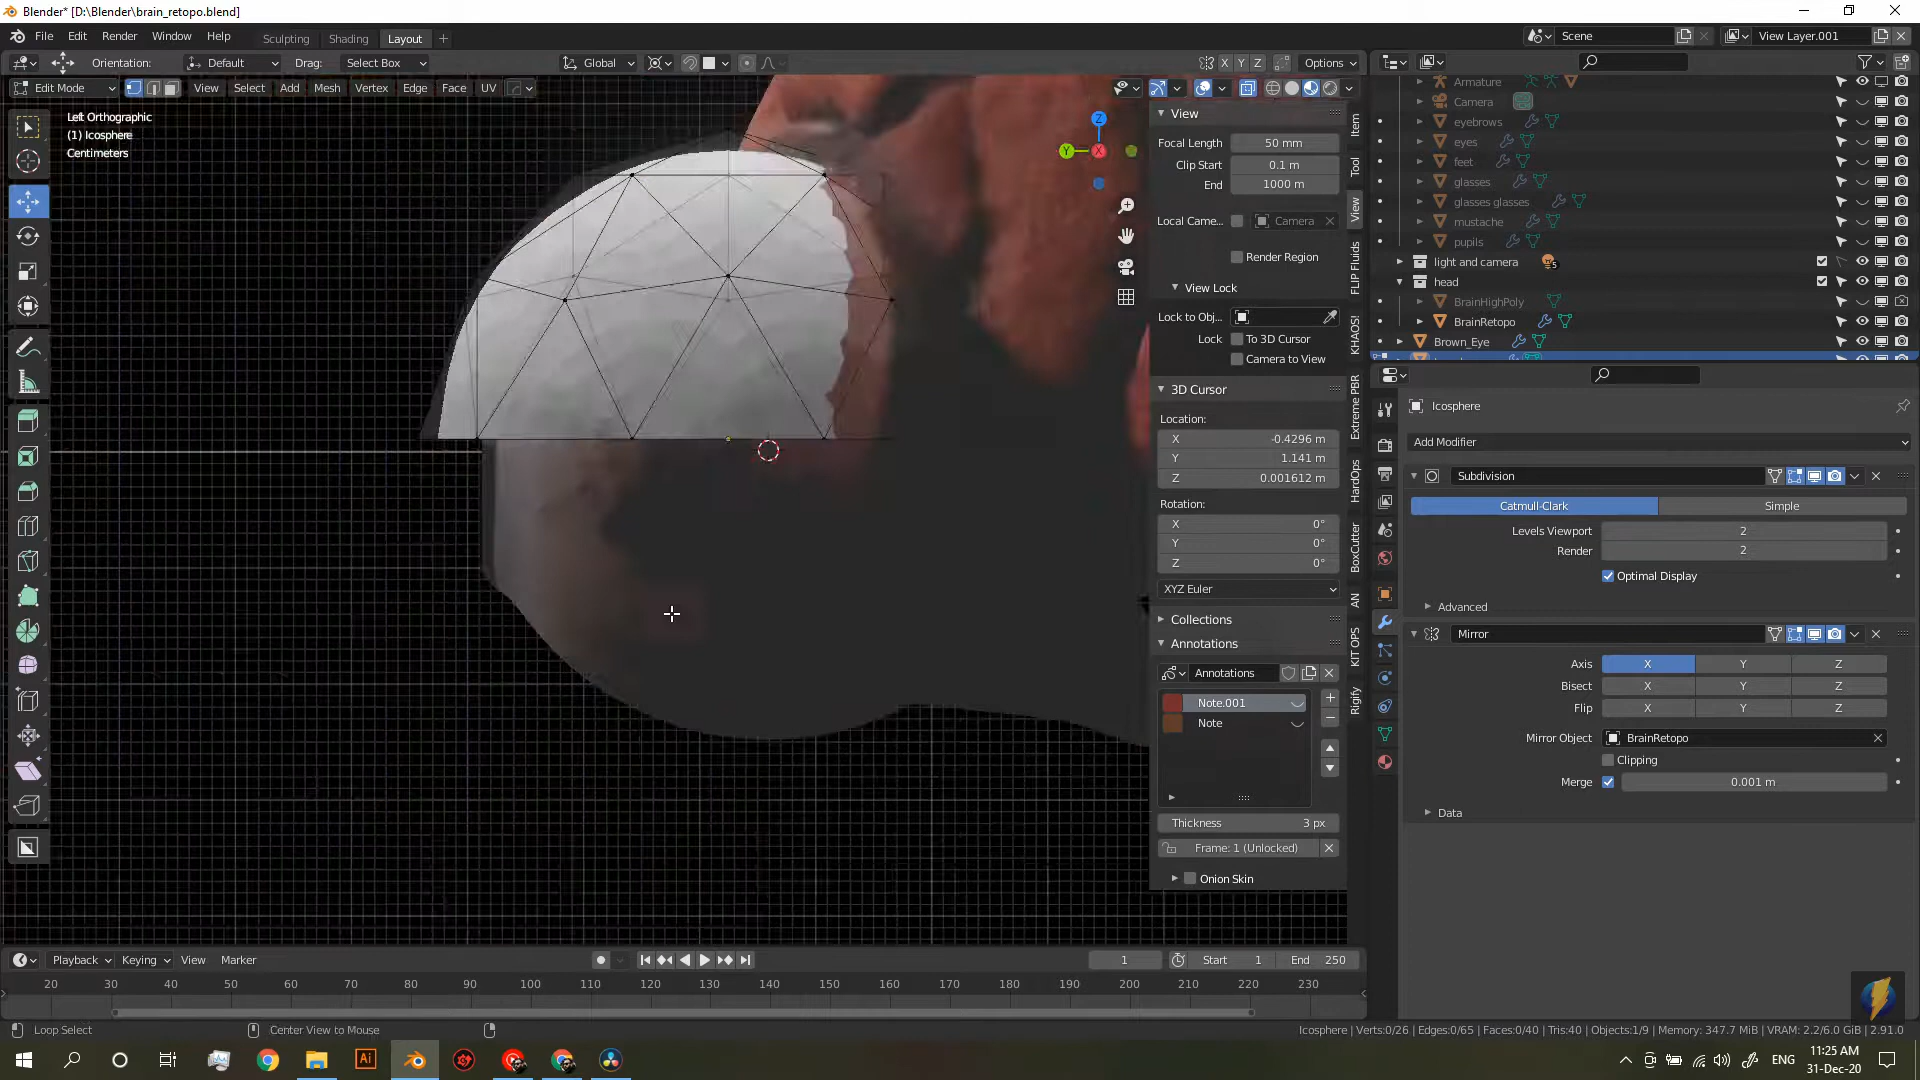 Blender* [D:\Blender\brain_retopo.blend]
File Edit Render Window Help Sculpting Shading Layout + Scene View Layer.001
Orientation: Default Drag: Select Box Global X Y Z Options
Edit Mode View Select Add Mesh Vertex Edge Face UV
Left Orthographic
(1) Icosphere
Centimeters
Z
Y
X
View
Focal Length 50 mm
Clip Start 0.1 m
End 1000 m
Local Came... Camera
Render Region
View Lock
Lock to Obj...
Lock To 3D Cursor
Camera to View
3D Cursor
Location:
X -0.4296 m
Y 1.141 m
Z 0.001612 m
Rotation:
X 0°
Y 0°
Z 0°
XYZ Euler
Collections
Annotations
Annotations
Note.001
Note
Thickness 3 px
Frame: 1 (Unlocked)
Onion Skin
Item
Tool
View
FLIP Fluids
KHAOS!
Extreme PBR
HardOps
BoxCutter
AN
KIT OPS
Rigify
Armature
Camera
eyebrows
eyes
feet
glasses
glasses glasses
mustache
pupils
light and camera 5
head
BrainHighPoly
BrainRetopo
Brown_Eye
Icosphere
Add Modifier
Subdivision
Catmull-Clark Simple
Levels Viewport 2
Render 2
Optimal Display
Advanced
Mirror
Axis X Y Z
Bisect X Y Z
Flip X Y Z
Mirror Object BrainRetopo
Clipping
Merge 0.001 m
Data
Playback Keying View Marker 1 Start 1 End 250
20 50 60 70 80 90 100 110 120 130 140 150 160 170 180 190 200 210 220 230
Loop Select Center View to Mouse Icosphere | Verts:0/26 | Edges:0/65 | Faces:0/40 | Tris:40 | Objects:1/9 | Memory: 347.7 MiB | VRAM: 2.2/6.0 GiB | 2.91.0
Ai ENG 11:25 AM
31-Dec-20